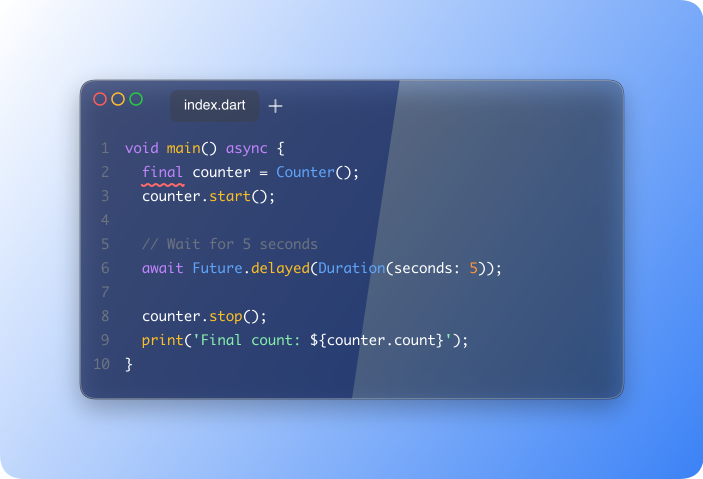 index.dart +
1 void main() async {
2   final counter = Counter();
3   counter.start();
4
5   // Wait for 5 seconds
6   await Future.delayed(Duration(seconds: 5));
7
8   counter.stop();
9   print('Final count: ${counter.count}');
10 }